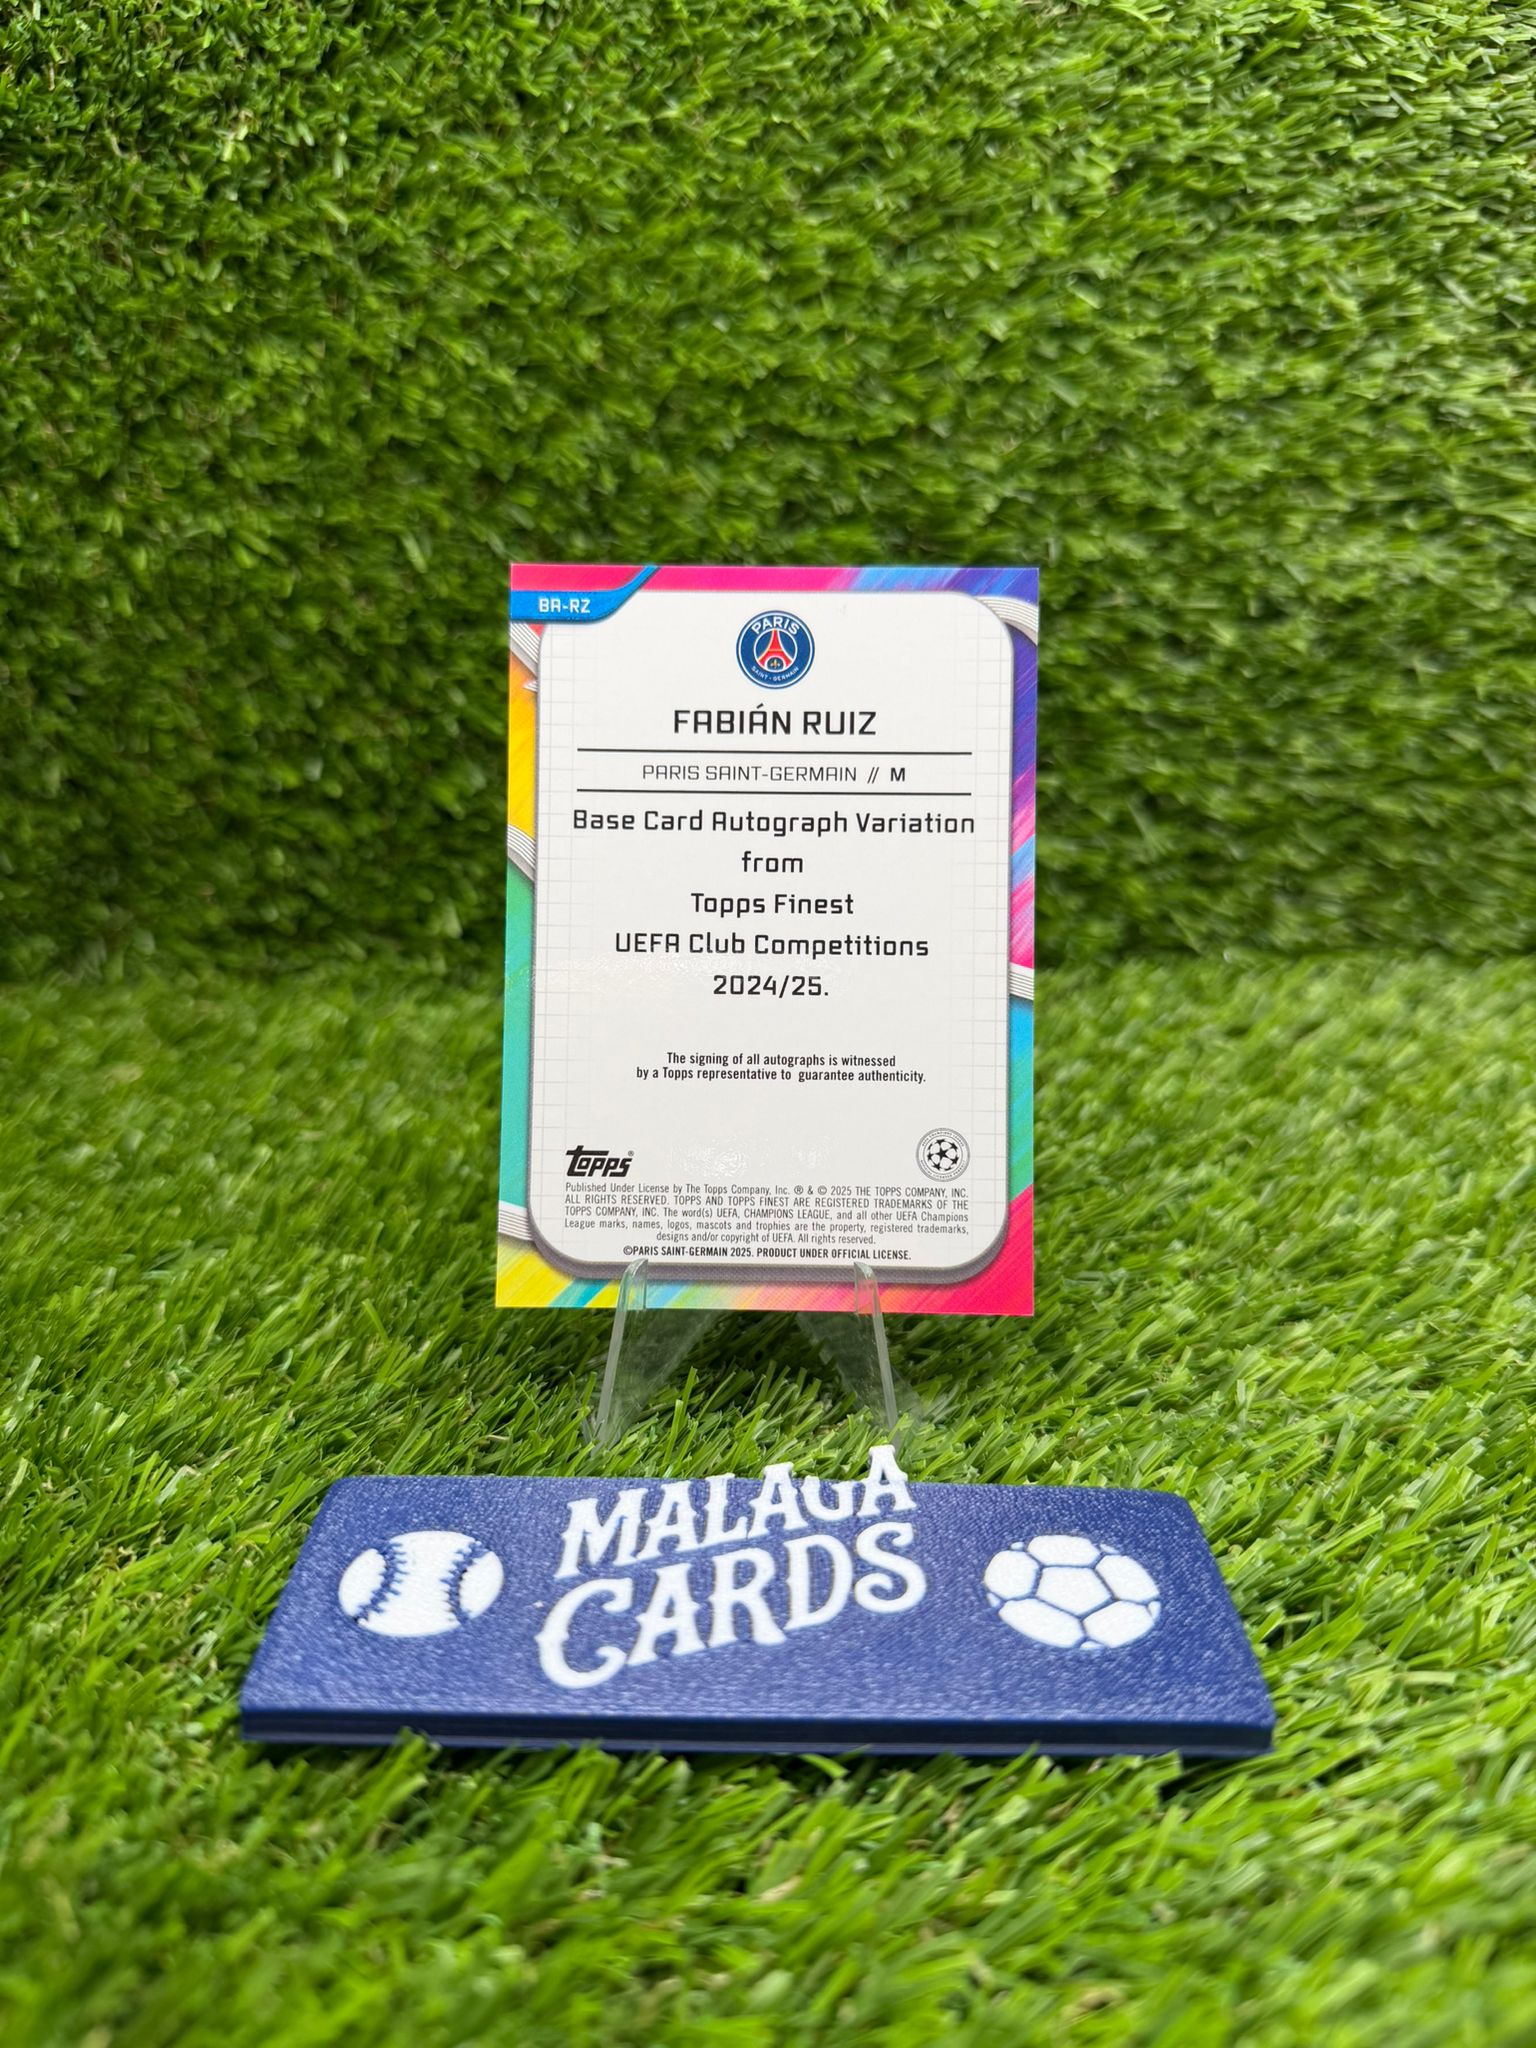 BA-RZ
PARIS
SAINT-GERMAIN
FABIÁN RUIZ
PARIS SAINT-GERMAIN // M
Base Card Autograph Variation
from
Topps Finest
UEFA Club Competitions
2024/25.
The signing of all autographs is witnessed
by a Topps representative to guarantee authenticity.
topps®
Published Under License by The Topps Company, Inc. ® & © 2025 THE TOPPS COMPANY, INC.
ALL RIGHTS RESERVED. TOPPS AND TOPPS FINEST ARE REGISTERED TRADEMARKS OF THE
TOPPS COMPANY, INC. The word(s) UEFA, CHAMPIONS LEAGUE, and all other UEFA Champions
League marks, names, logos, mascots and trophies are the property, registered trademarks,
designs and/or copyright of UEFA. All rights reserved.
©PARIS SAINT-GERMAIN 2025. PRODUCT UNDER OFFICIAL LICENSE.
MALAGA
CARDS